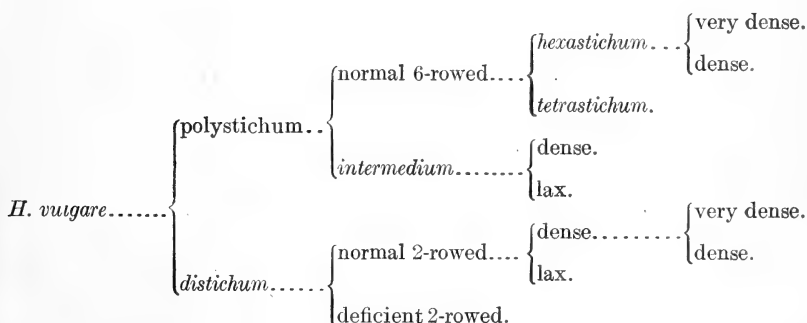 very dense.
hexastichum...
dense.
normal 6-rowed....
tetrastichum.
polystichum..
dense.
intermedium........
lax.
H. vulgare.......
very dense.
dense.........
normal 2-rowed....
dense.
lax.
distichum......
deficient 2-rowed.